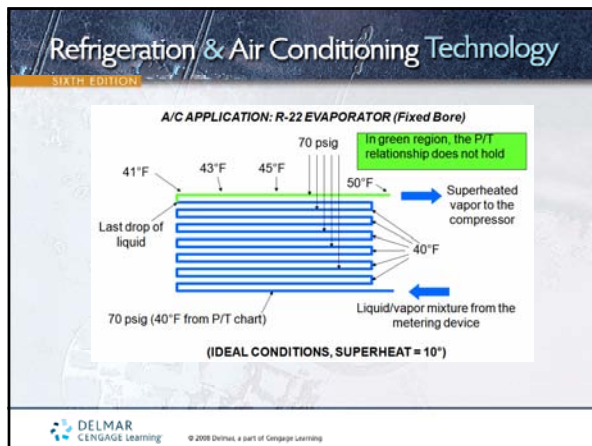 Refrigeration & Air Conditioning Technology
SIXTH EDITION
A/C APPLICATION: R-22 EVAPORATOR (Fixed Bore)
70 psig
In green region, the P/T
relationship does not hold
41°F
43°F
45°F
50°F
Superheated
vapor to the
compressor
Last drop of
liquid
40°F
70 psig (40°F from P/T chart)
Liquid/vapor mixture from the
metering device
(IDEAL CONDITIONS, SUPERHEAT = 10°)
DELMAR
CENGAGE Learning
© 2008 Delmar, a part of Cengage Learning